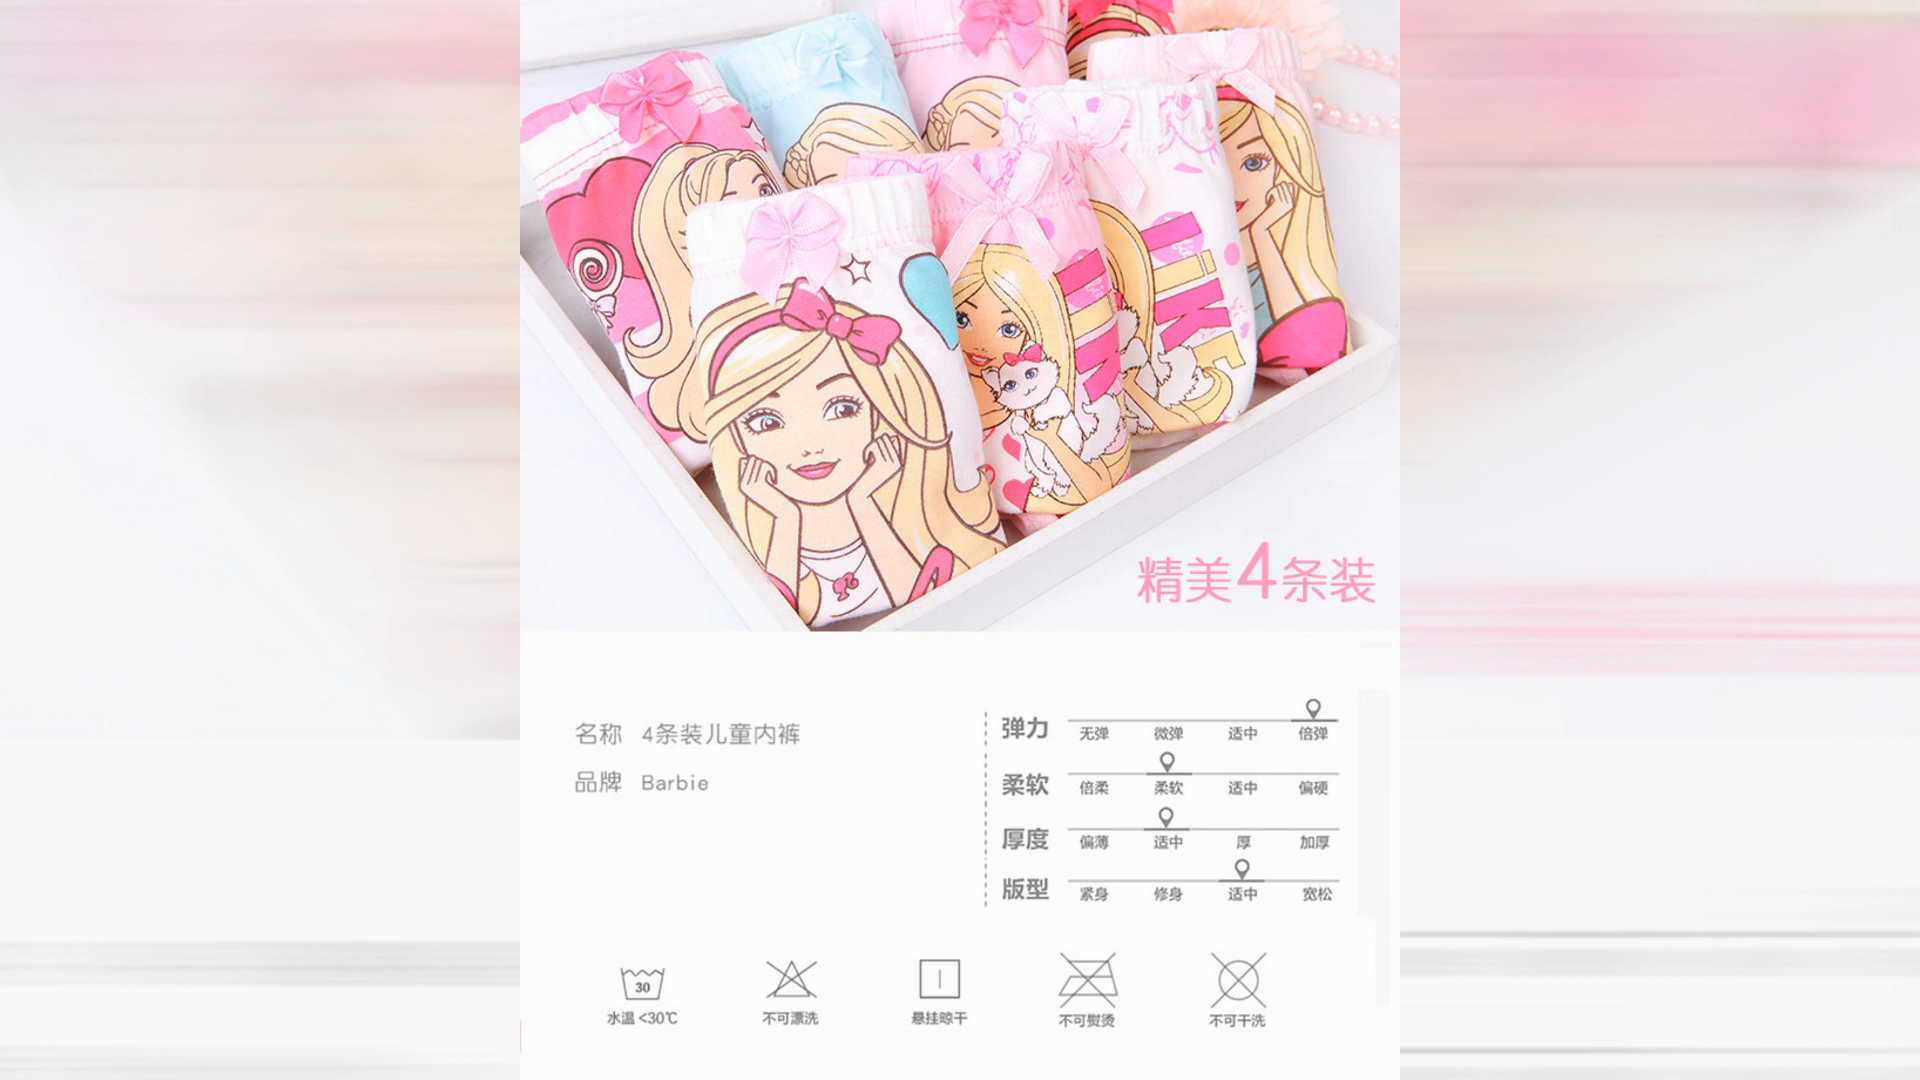 LiKE
精美4条装
名称 4条装儿童内裤
品牌 Barbie
弹力 无弹 微弹 适中 倍弹
柔软 倍柔 柔软 适中 偏硬
厚度 偏薄 适中 厚 加厚
版型 紧身 修身 适中 宽松
30
水温 <30℃ 不可漂洗 悬挂晾干 不可熨烫 不可干洗